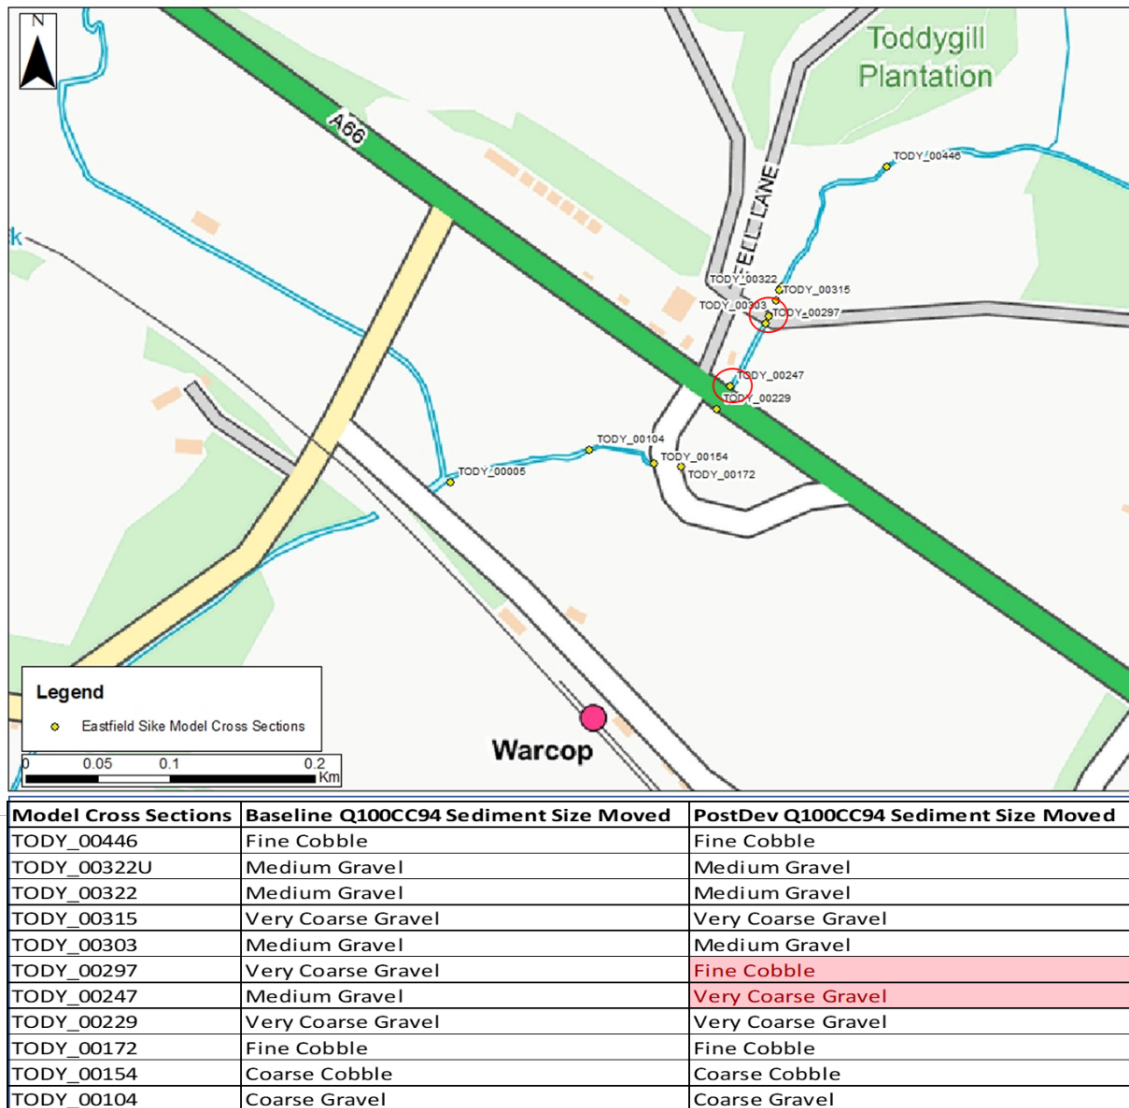 N
Toddygill
Plantation
A66
TODY_00446
FELL LANE
TODY_00322
TODY_00315
TODY_00303
TODY_00297
k
TODY_00247
TODY_00229
TODY_00104
TODY_00154
TODY_00005
TODY_00172
Legend
Eastfield Sike Model Cross Sections
Warcop
0 0.05 0.1 0.2
Km
Model Cross Sections Baseline Q100CC94 Sediment Size Moved PostDev Q100CC94 Sediment Size Moved
TODY_00446 Fine Cobble Fine Cobble
TODY_00322U Medium Gravel Medium Gravel
TODY_00322 Medium Gravel Medium Gravel
TODY_00315 Very Coarse Gravel Very Coarse Gravel
TODY_00303 Medium Gravel Medium Gravel
TODY_00297 Very Coarse Gravel Fine Cobble
TODY_00247 Medium Gravel Very Coarse Gravel
TODY_00229 Very Coarse Gravel Very Coarse Gravel
TODY_00172 Fine Cobble Fine Cobble
TODY_00154 Coarse Cobble Coarse Cobble
TODY_00104 Coarse Gravel Coarse Gravel